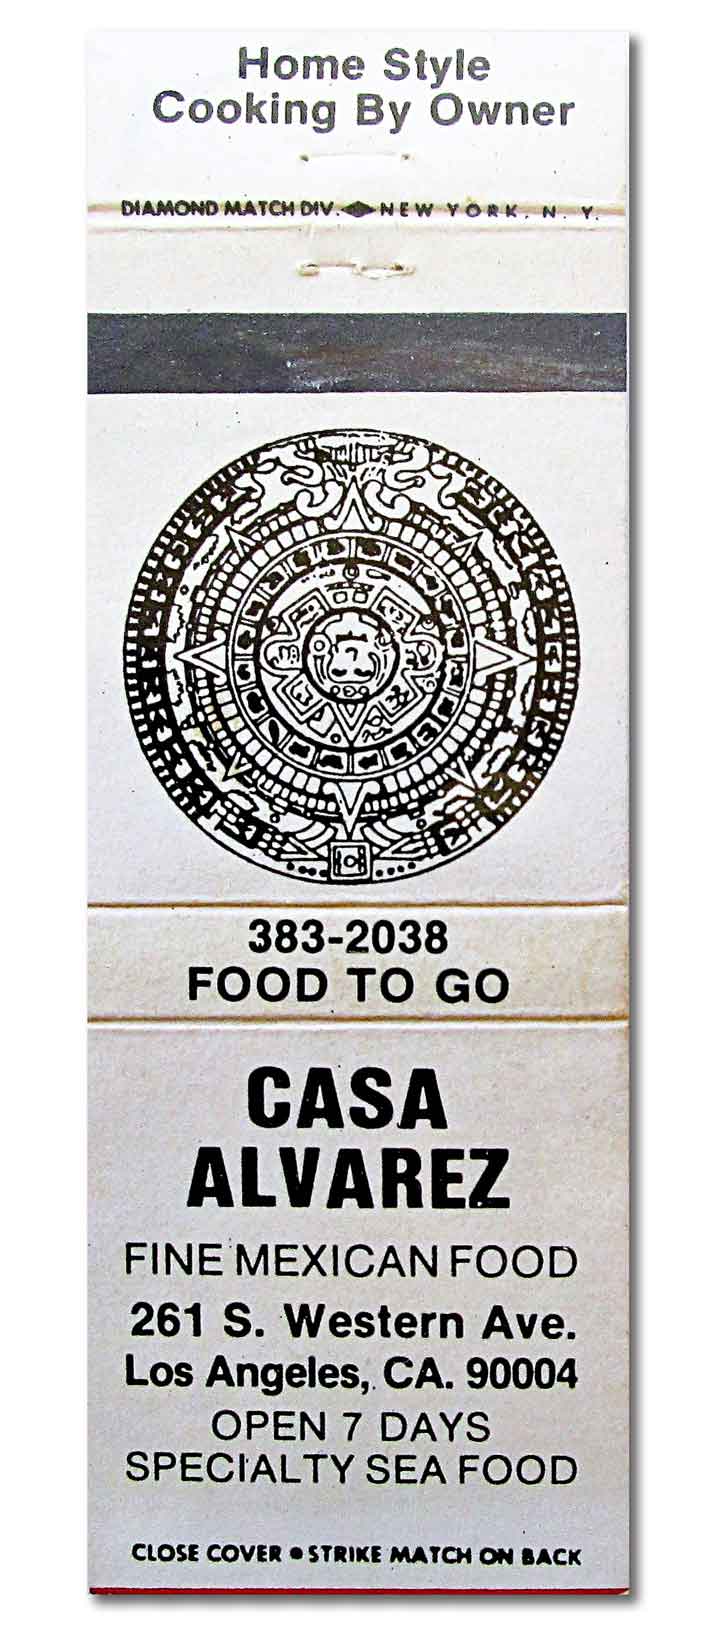 Home Style
Cooking By Owner
DIAMOND MATCH DIV. NEW YORK, N. Y.
383-2038
FOOD TO GO
CASA
ALVAREZ
FINE MEXICAN FOOD
261 S. Western Ave.
Los Angeles, CA. 90004
OPEN 7 DAYS
SPECIALTY SEA FOOD
CLOSE COVER • STRIKE MATCH ON BACK